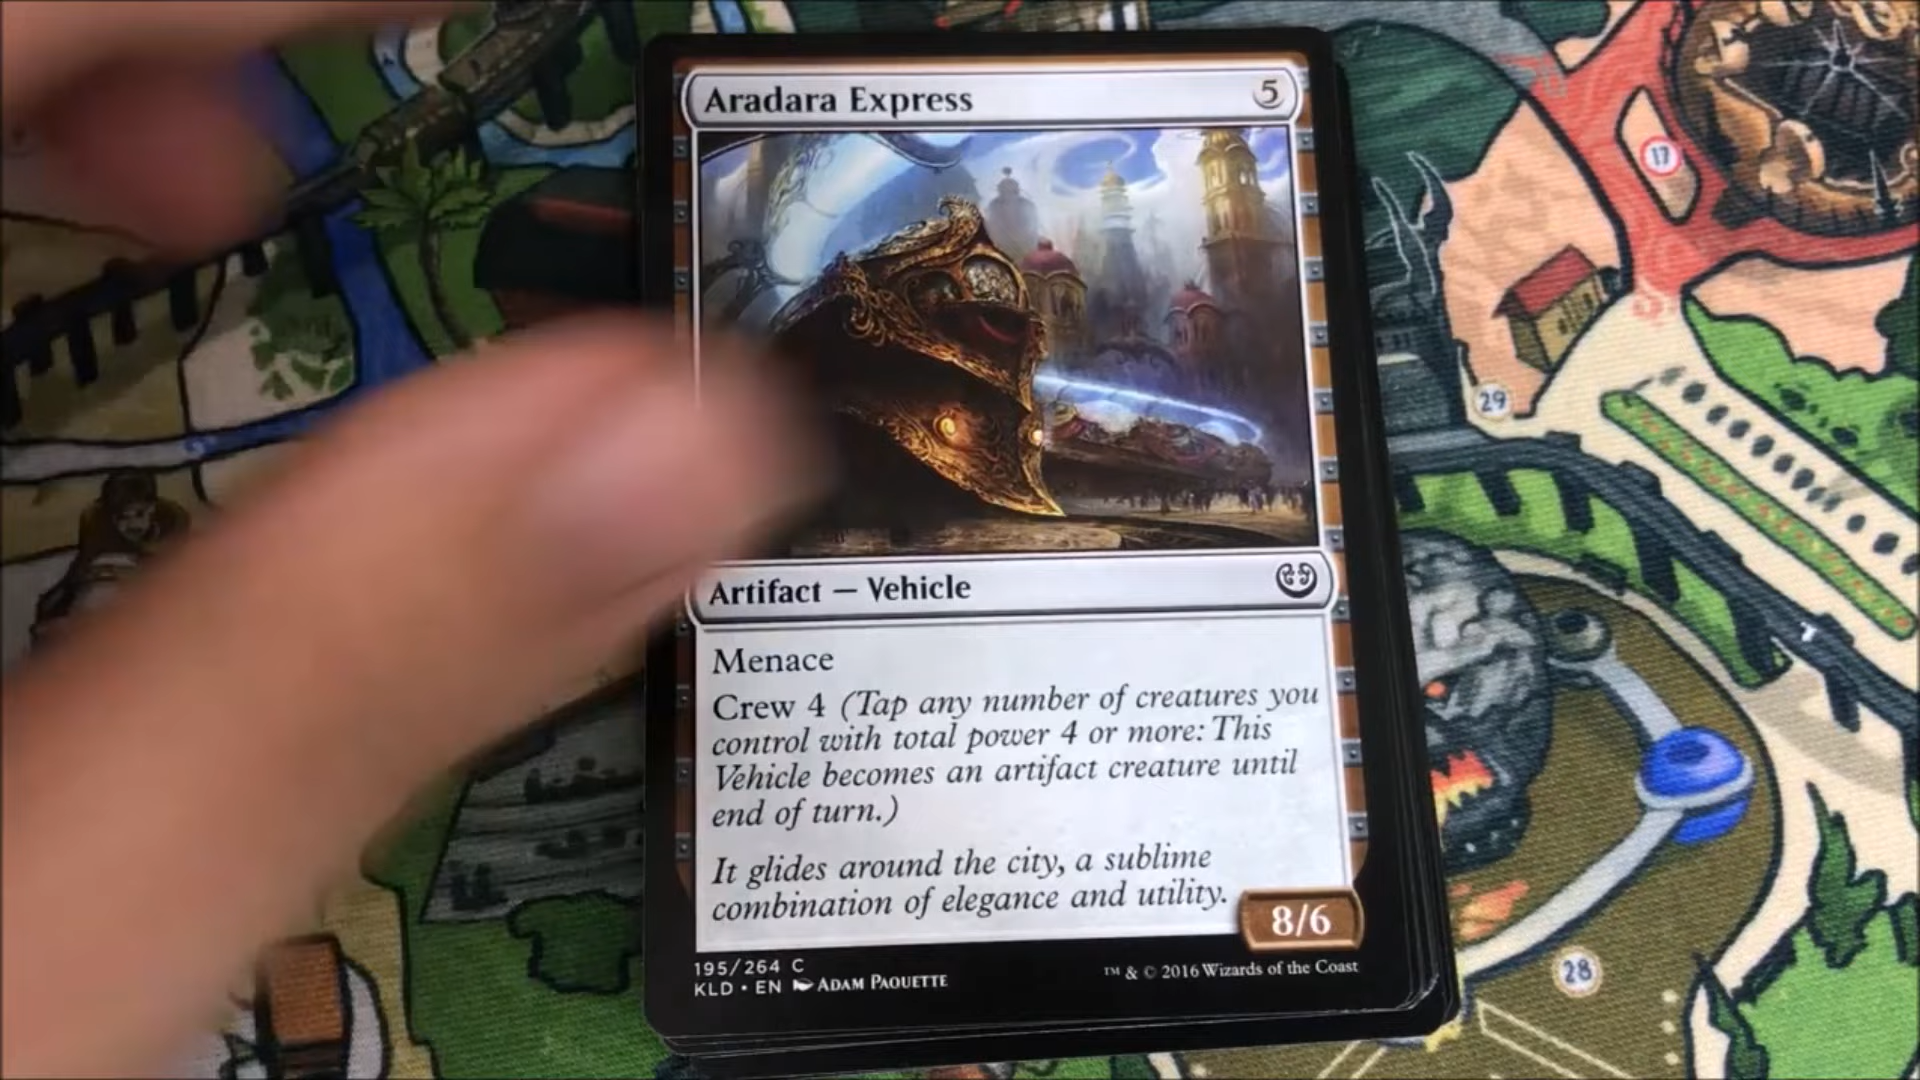 Aradara Express 5
17
29
Artifact — Vehicle
Menace
Crew 4 (Tap any number of creatures you
control with total power 4 or more: This
Vehicle becomes an artifact creature until
end of turn.)
It glides around the city, a sublime
combination of elegance and utility.
8/6
195/264 C
KLD • EN ADAM PAQUETTE
™ & © 2016 Wizards of the Coast
28